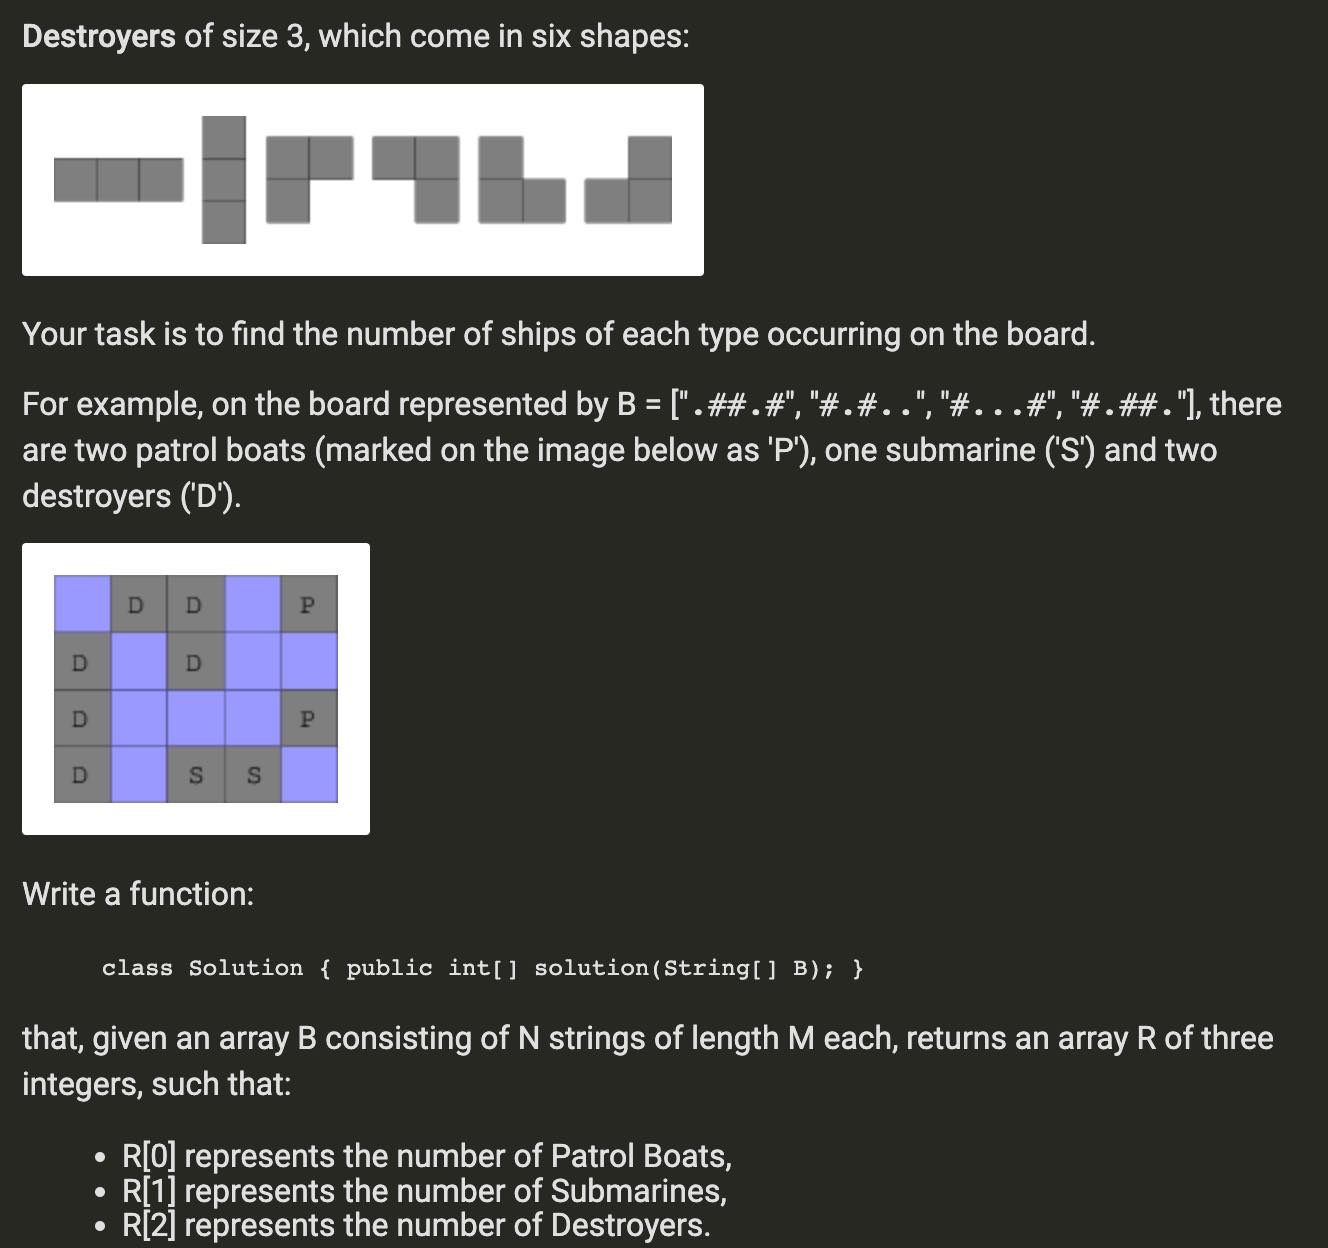 Destroyers of size 3, which come in six shapes:
Your task is to find the number of ships of each type occurring on the board.
For example, on the board represented by B = [".##.#", "#.#..", "#...#", "#.##."], there
are two patrol boats (marked on the image below as 'P'), one submarine ('S') and two
destroyers ('D').
D D P
D D
D P
D S S
Write a function:
class Solution { public int[] solution(String[] B); }
that, given an array B consisting of N strings of length M each, returns an array R of three
integers, such that:
• R[0] represents the number of Patrol Boats,
• R[1] represents the number of Submarines,
• R[2] represents the number of Destroyers.